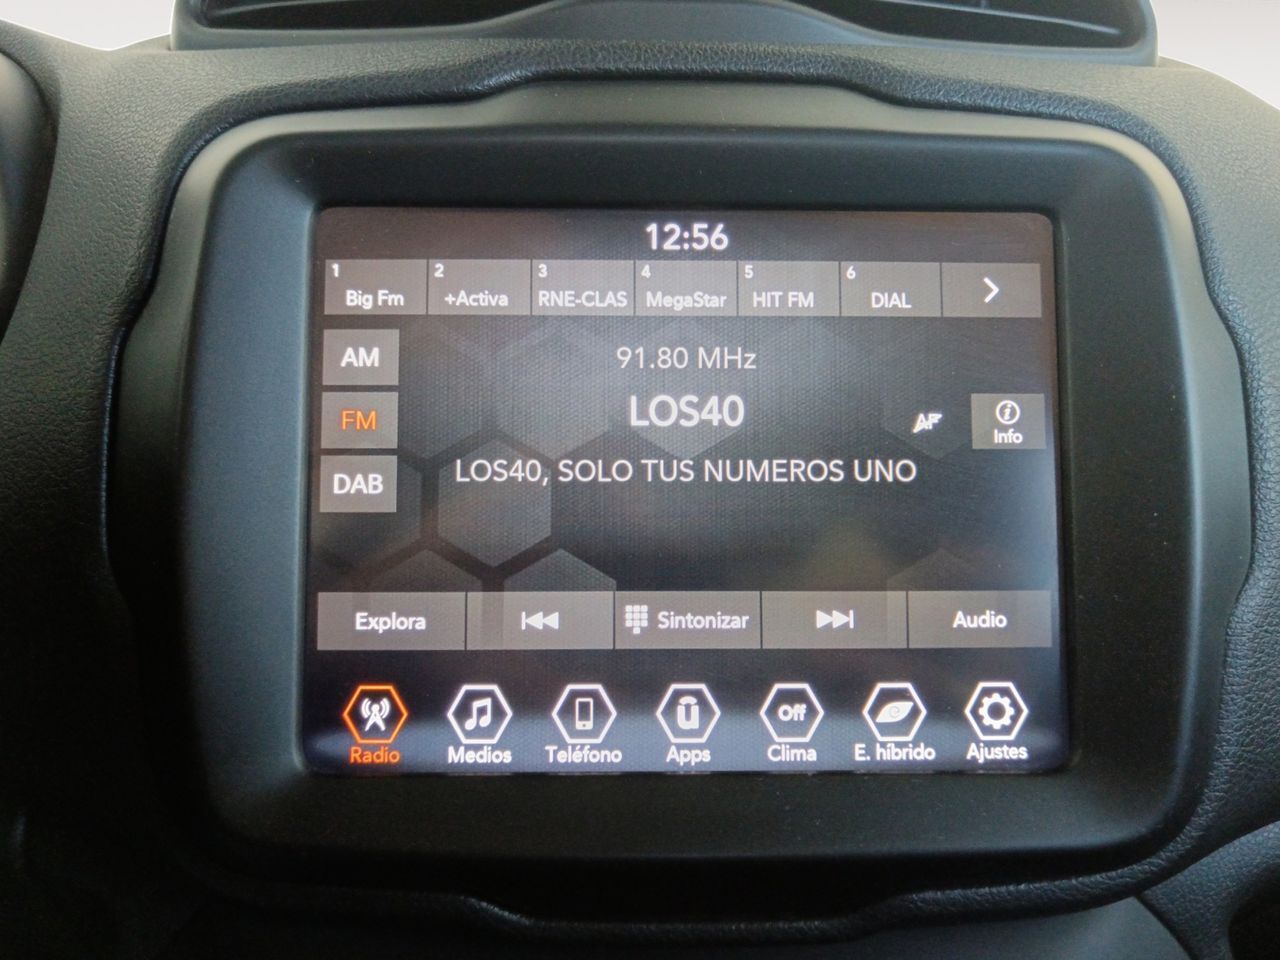 12:56
1 Big Fm
2 +Activa
3 RNE-CLAS
4 MegaStar
5 HIT FM
6 DIAL
AM
91.80 MHz
FM
LOS40
AF
Info
DAB
LOS40, SOLO TUS NUMEROS UNO
Explora
Sintonizar
Audio
Off
Radio
Medios
Teléfono
Apps
Clima
E. híbrido
Ajustes